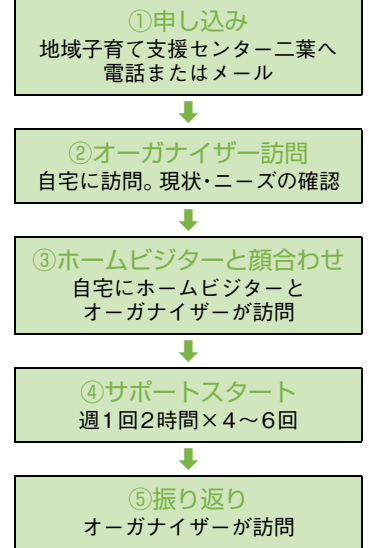 ①申し込み
地域子育て支援センター二葉へ
電話またはメール
②オーガナイザー訪問
自宅に訪問。現状・ニーズの確認
③ホームビジターと顔合わせ
自宅にホームビジターと
オーガナイザーが訪問
④サポートスタート
週1回2時間×4～6回
⑤振り返り
オーガナイザーが訪問